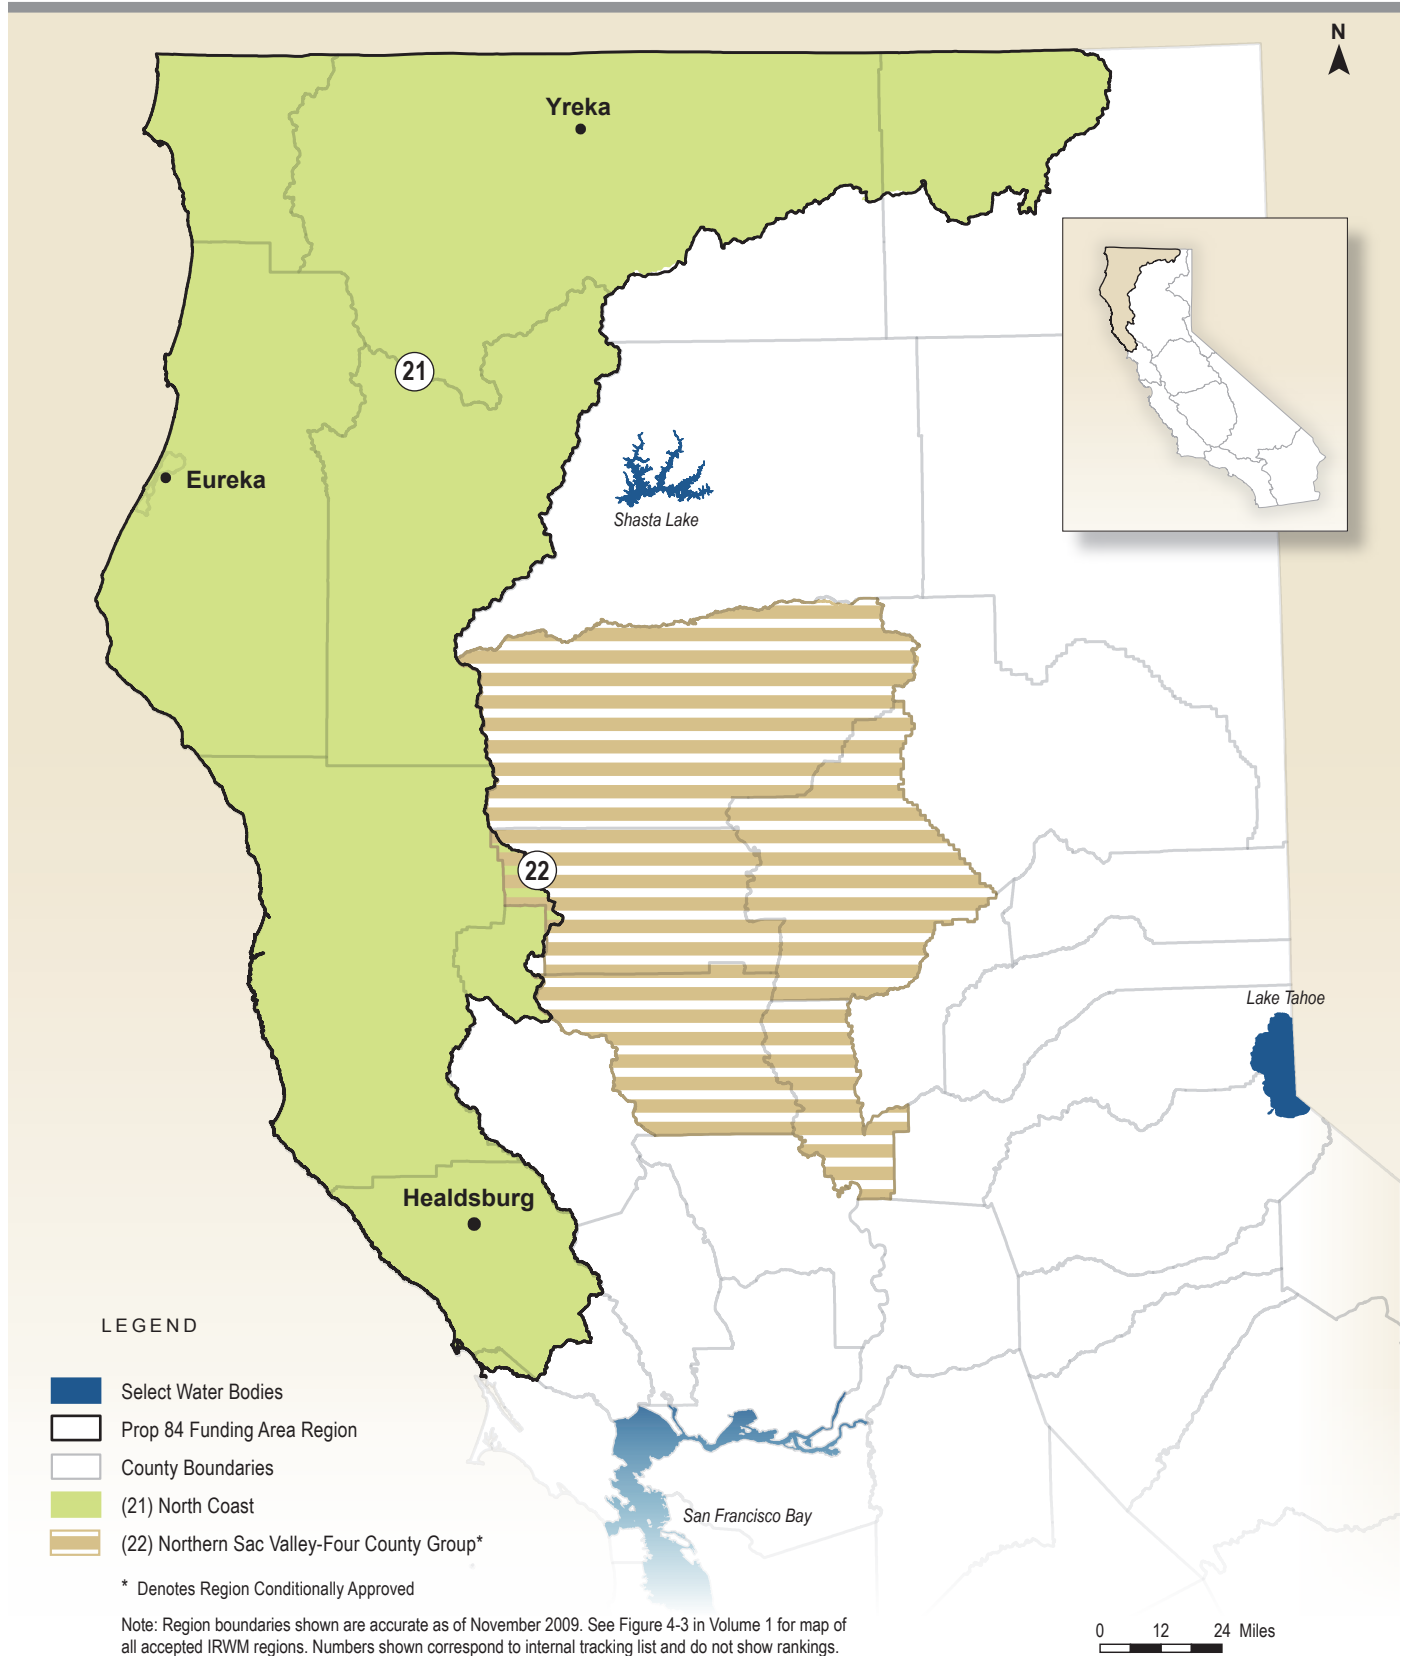 N
Yreka
21
Eureka
Shasta Lake
22
Lake Tahoe
Healdsburg
LEGEND
Select Water Bodies
Prop 84 Funding Area Region
County Boundaries
(21) North Coast
(22) Northern Sac Valley-Four County Group*
San Francisco Bay
* Denotes Region Conditionally Approved
Note: Region boundaries shown are accurate as of November 2009. See Figure 4-3 in Volume 1 for map of
all accepted IRWM regions. Numbers shown correspond to internal tracking list and do not show rankings.
0 12 24 Miles